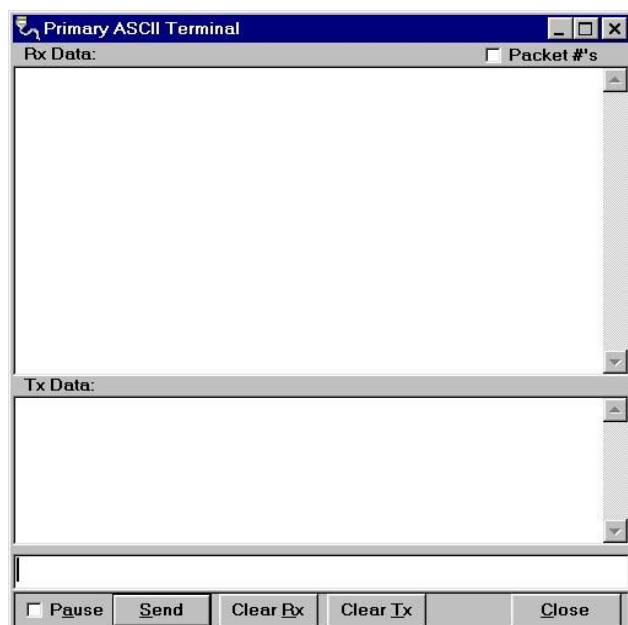 Primary ASCII Terminal
Rx Data: Packet #'s
Tx Data:
Pause Send Clear Rx Clear Tx Close